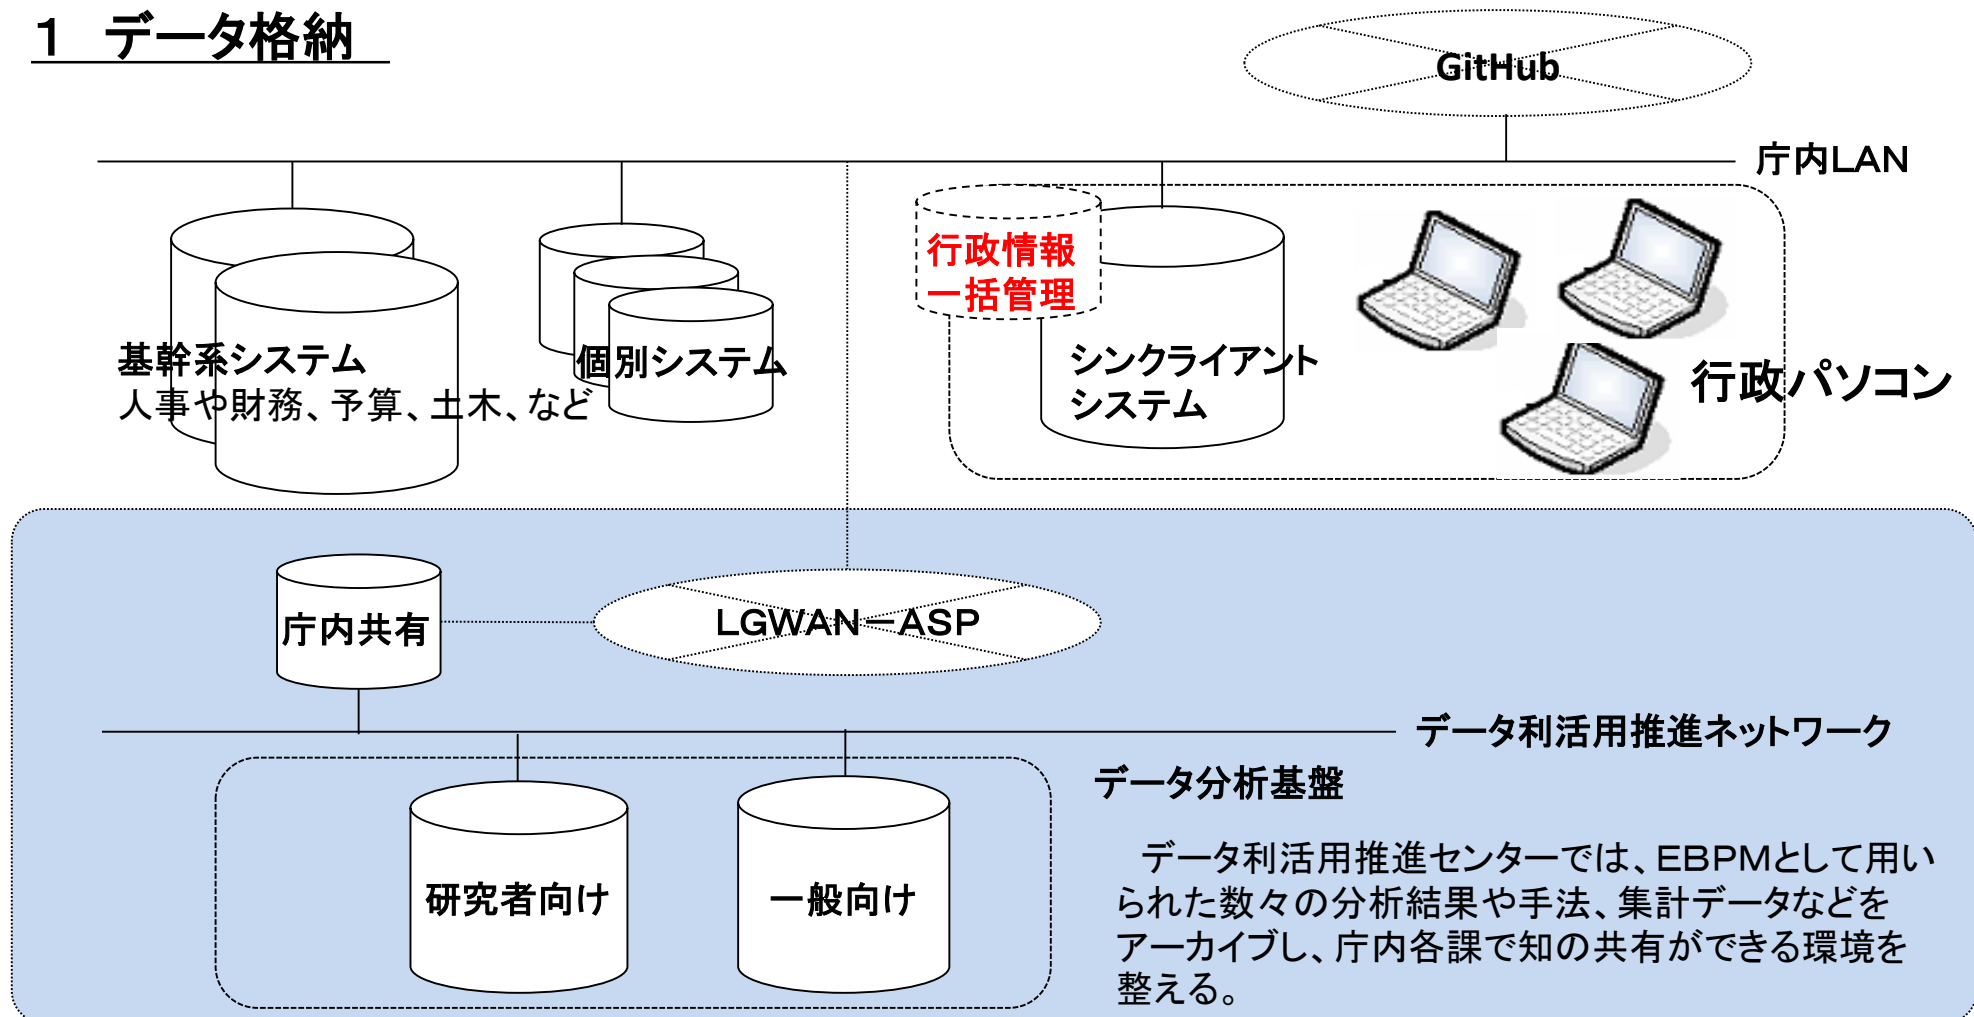 １　データ格納
GitHub
庁内ＬＡＮ
行政情報
一括管理
基幹系システム
人事や財務、予算、土木、など
個別システム
シンクライアント
システム
行政パソコン
庁内共有
ＬＧＷＡＮ－ＡＳＰ
データ利活用推進ネットワーク
データ分析基盤
研究者向け
一般向け
　データ利活用推進センターでは、ＥＢＰＭとして用い
られた数々の分析結果や手法、集計データなどを
アーカイブし、庁内各課で知の共有ができる環境を
整える。